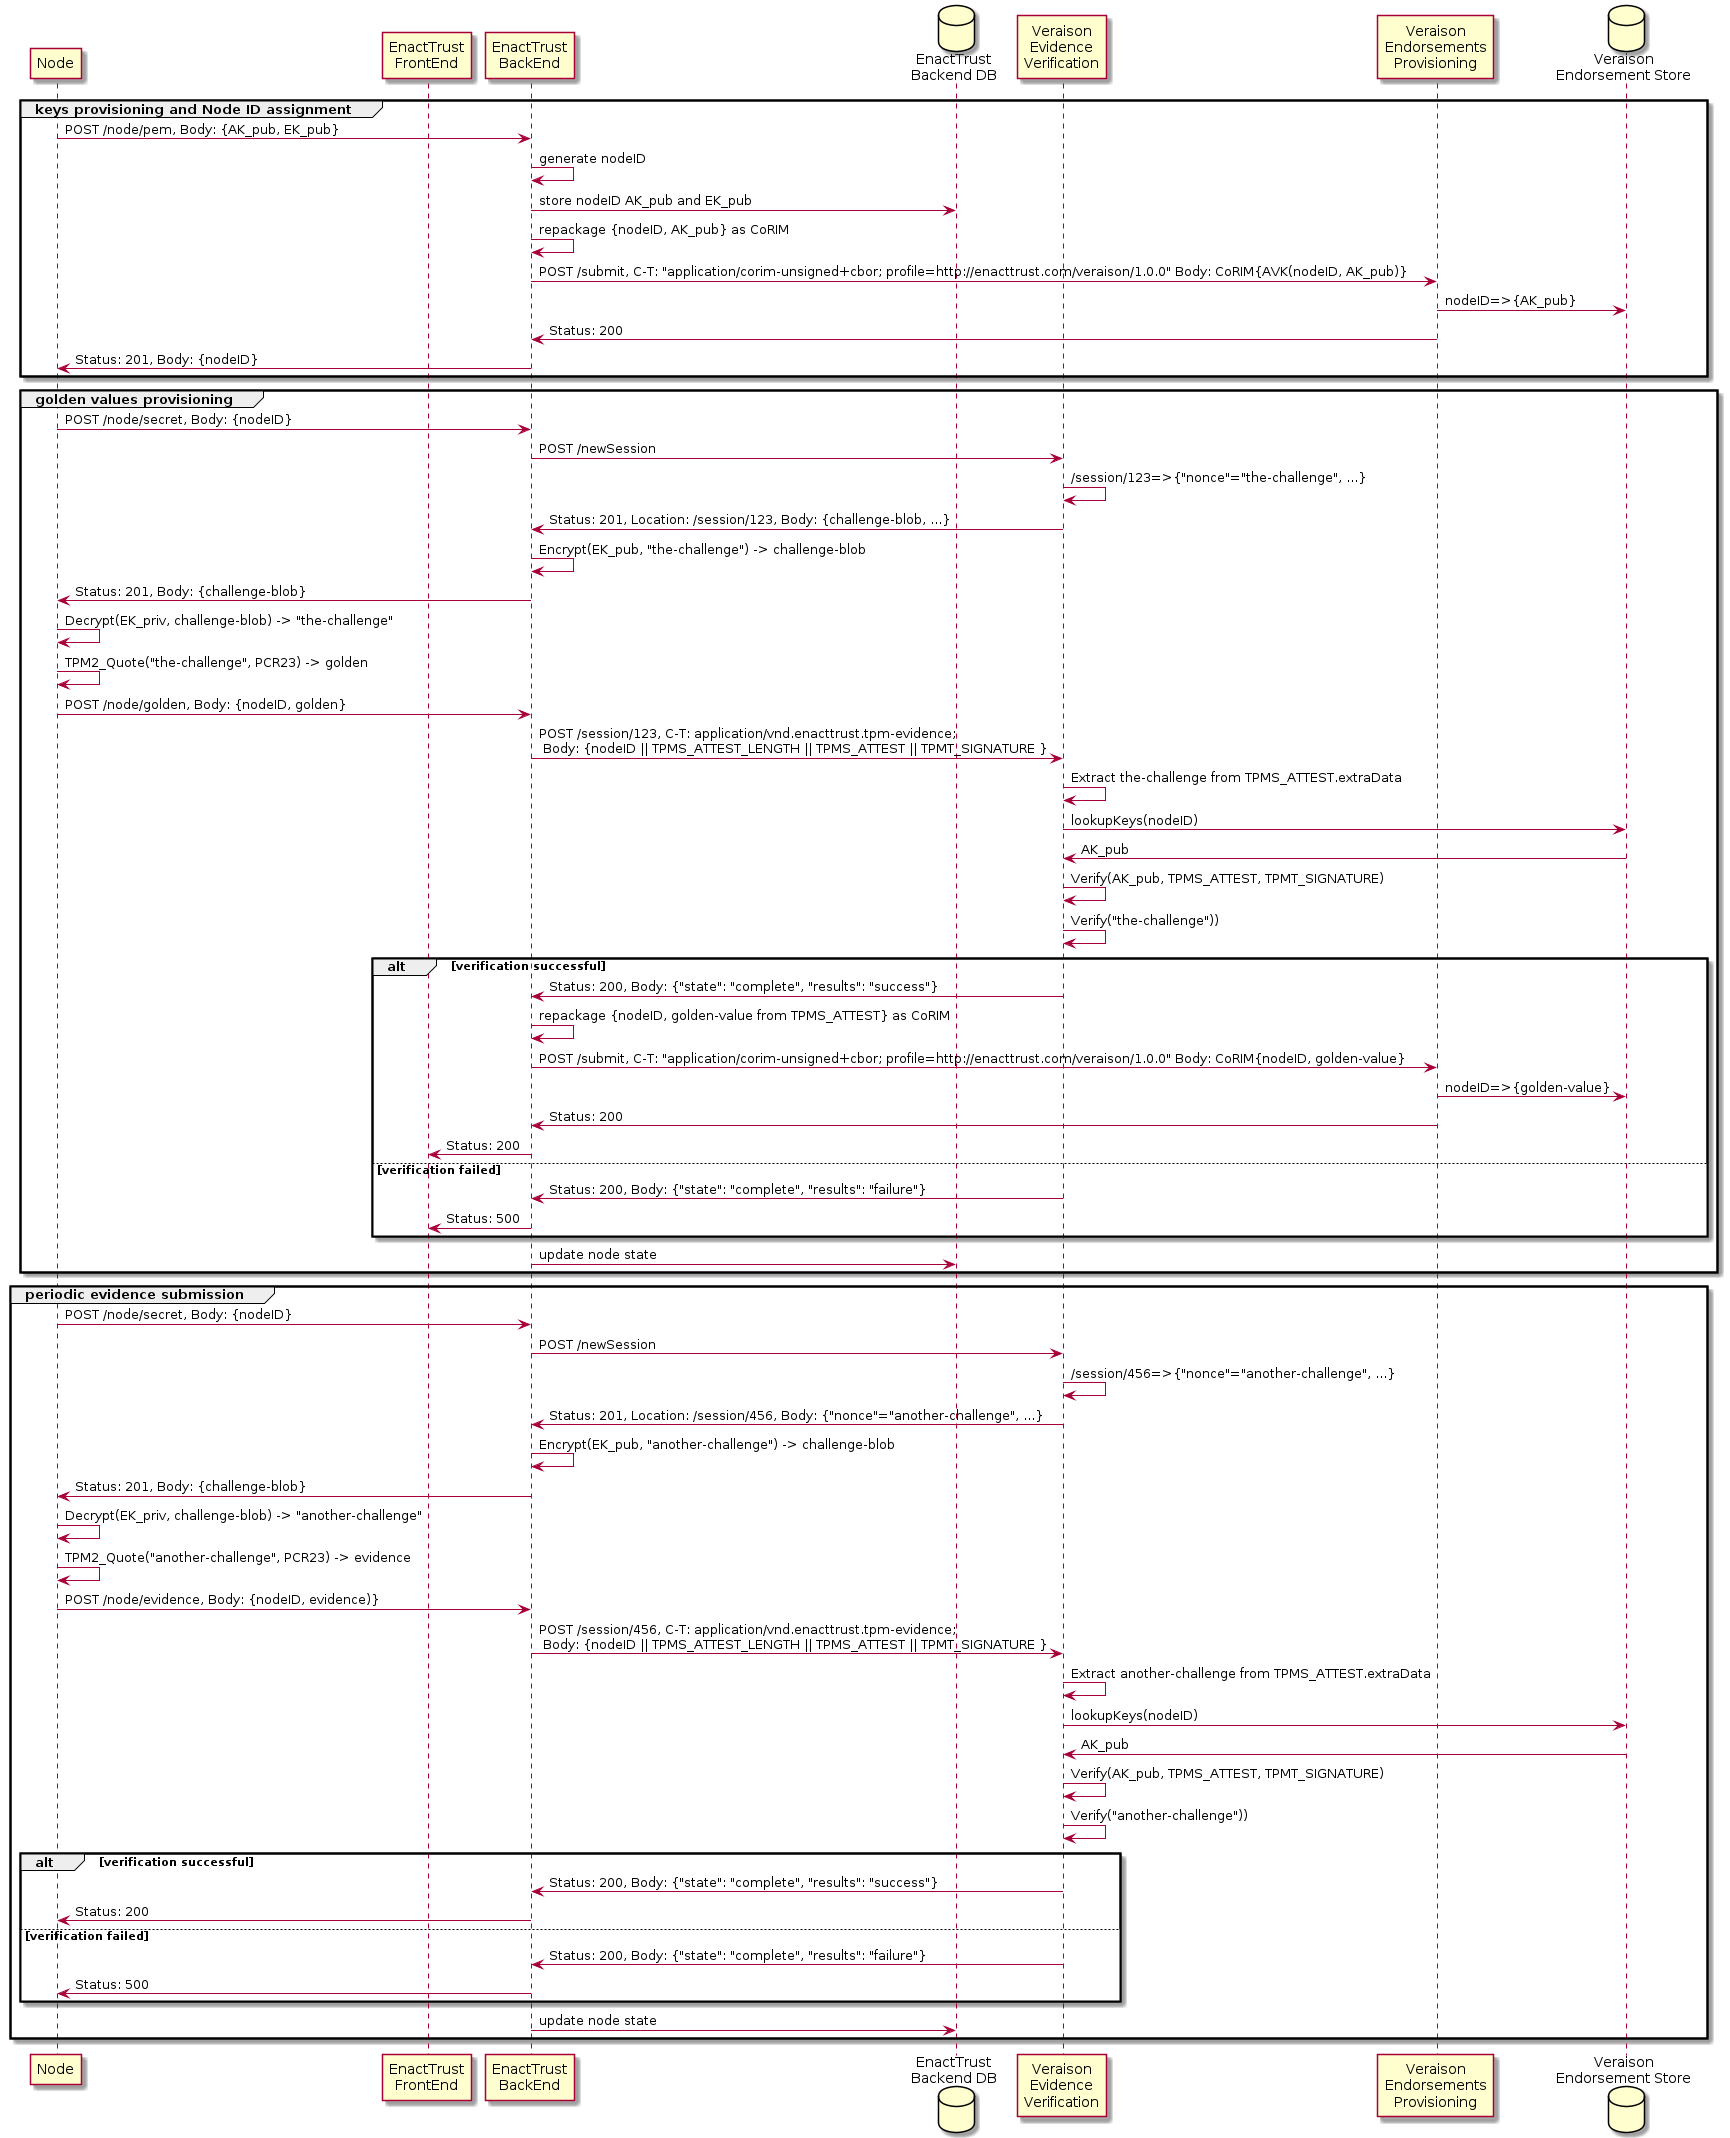 Node
EnactTrust
FrontEnd
EnactTrust
BackEnd
EnactTrust
Backend DB
Veraison
Evidence
Verification
Veraison
Endorsements
Provisioning
Veraison
Endorsement Store
keys provisioning and Node ID assignment
POST /node/pem, Body: {AK_pub, EK_pub}
generate nodeID
store nodeID AK_pub and EK_pub
repackage {nodeID, AK_pub} as CoRIM
POST /submit, C-T: "application/corim-unsigned+cbor; profile=http://enacttrust.com/veraison/1.0.0" Body: CoRIM{AVK(nodeID, AK_pub)}
nodeID=>{AK_pub}
Status: 200
Status: 201, Body: {nodeID}
golden values provisioning
POST /node/secret, Body: {nodeID}
POST /newSession
/session/123=>{"nonce"="the-challenge", ...}
Status: 201, Location: /session/123, Body: {challenge-blob, ...}
Encrypt(EK_pub, "the-challenge") -> challenge-blob
Status: 201, Body: {challenge-blob}
Decrypt(EK_priv, challenge-blob) -> "the-challenge"
TPM2_Quote("the-challenge", PCR23) -> golden
POST /node/golden, Body: {nodeID, golden}
POST /session/123, C-T: application/vnd.enacttrust.tpm-evidence;
Body: {nodeID || TPMS_ATTEST_LENGTH || TPMS_ATTEST || TPMT_SIGNATURE }
Extract the-challenge from TPMS_ATTEST.extraData
lookupKeys(nodeID)
AK_pub
Verify(AK_pub, TPMS_ATTEST, TPMT_SIGNATURE)
Verify("the-challenge"))
alt [verification successful]
Status: 200, Body: {"state": "complete", "results": "success"}
repackage {nodeID, golden-value from TPMS_ATTEST} as CoRIM
POST /submit, C-T: "application/corim-unsigned+cbor; profile=http://enacttrust.com/veraison/1.0.0" Body: CoRIM{nodeID, golden-value}
nodeID=>{golden-value}
Status: 200
Status: 200
[verification failed]
Status: 200, Body: {"state": "complete", "results": "failure"}
Status: 500
update node state
periodic evidence submission
POST /node/secret, Body: {nodeID}
POST /newSession
/session/456=>{"nonce"="another-challenge", ...}
Status: 201, Location: /session/456, Body: {"nonce"="another-challenge", ...}
Encrypt(EK_pub, "another-challenge") -> challenge-blob
Status: 201, Body: {challenge-blob}
Decrypt(EK_priv, challenge-blob) -> "another-challenge"
TPM2_Quote("another-challenge", PCR23) -> evidence
POST /node/evidence, Body: {nodeID, evidence)}
POST /session/456, C-T: application/vnd.enacttrust.tpm-evidence;
Body: {nodeID || TPMS_ATTEST_LENGTH || TPMS_ATTEST || TPMT_SIGNATURE }
Extract another-challenge from TPMS_ATTEST.extraData
lookupKeys(nodeID)
AK_pub
Verify(AK_pub, TPMS_ATTEST, TPMT_SIGNATURE)
Verify("another-challenge"))
alt [verification successful]
Status: 200, Body: {"state": "complete", "results": "success"}
Status: 200
[verification failed]
Status: 200, Body: {"state": "complete", "results": "failure"}
Status: 500
update node state
Node
EnactTrust
FrontEnd
EnactTrust
BackEnd
EnactTrust
Backend DB
Veraison
Evidence
Verification
Veraison
Endorsements
Provisioning
Veraison
Endorsement Store